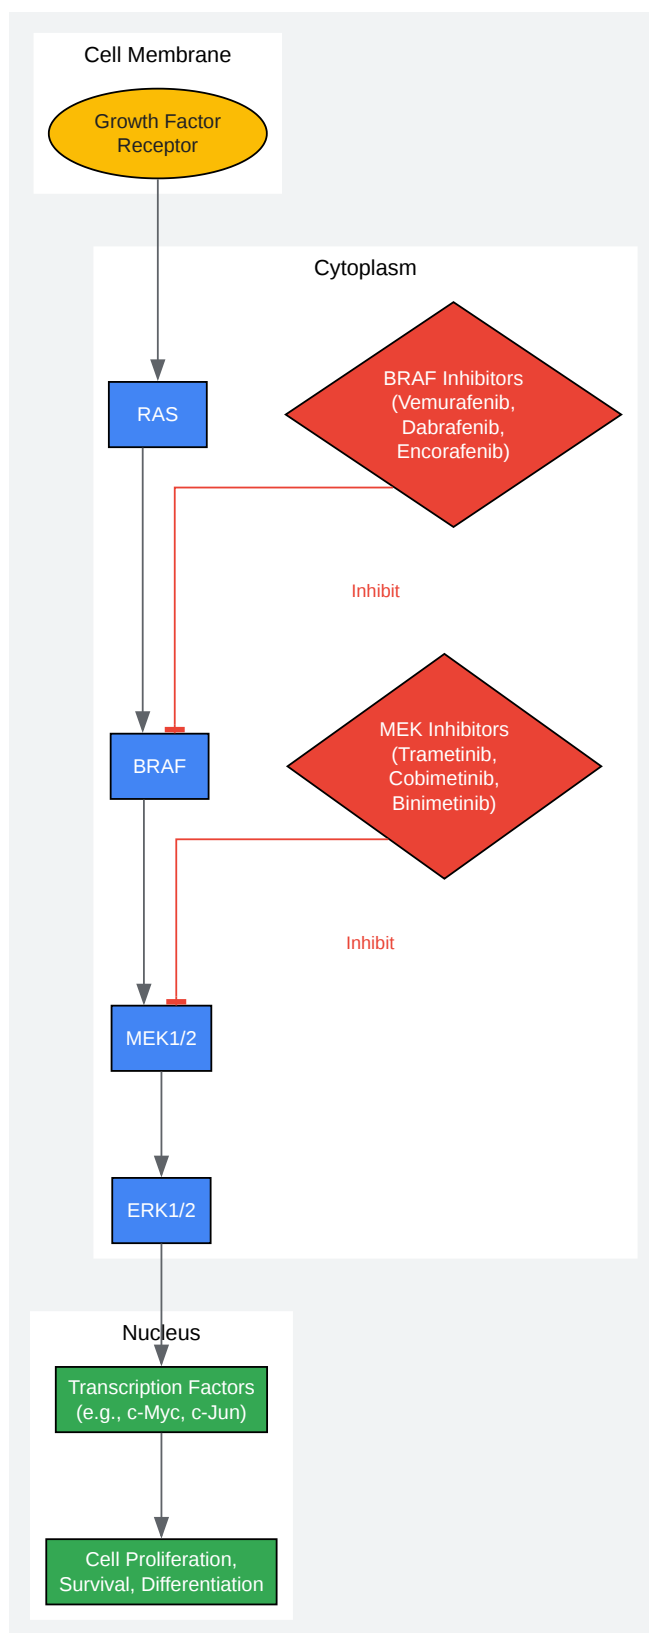 Cell Membrane
Growth Factor
Receptor
Cytoplasm
RAS
BRAF Inhibitors
(Vemurafenib,
Dabrafenib,
Encorafenib)
Inhibit
BRAF
MEK Inhibitors
(Trametinib,
Cobimetinib,
Binimetinib)
Inhibit
MEK1/2
ERK1/2
Nucleus
Transcription Factors
(e.g., c-Myc, c-Jun)
Cell Proliferation,
Survival, Differentiation